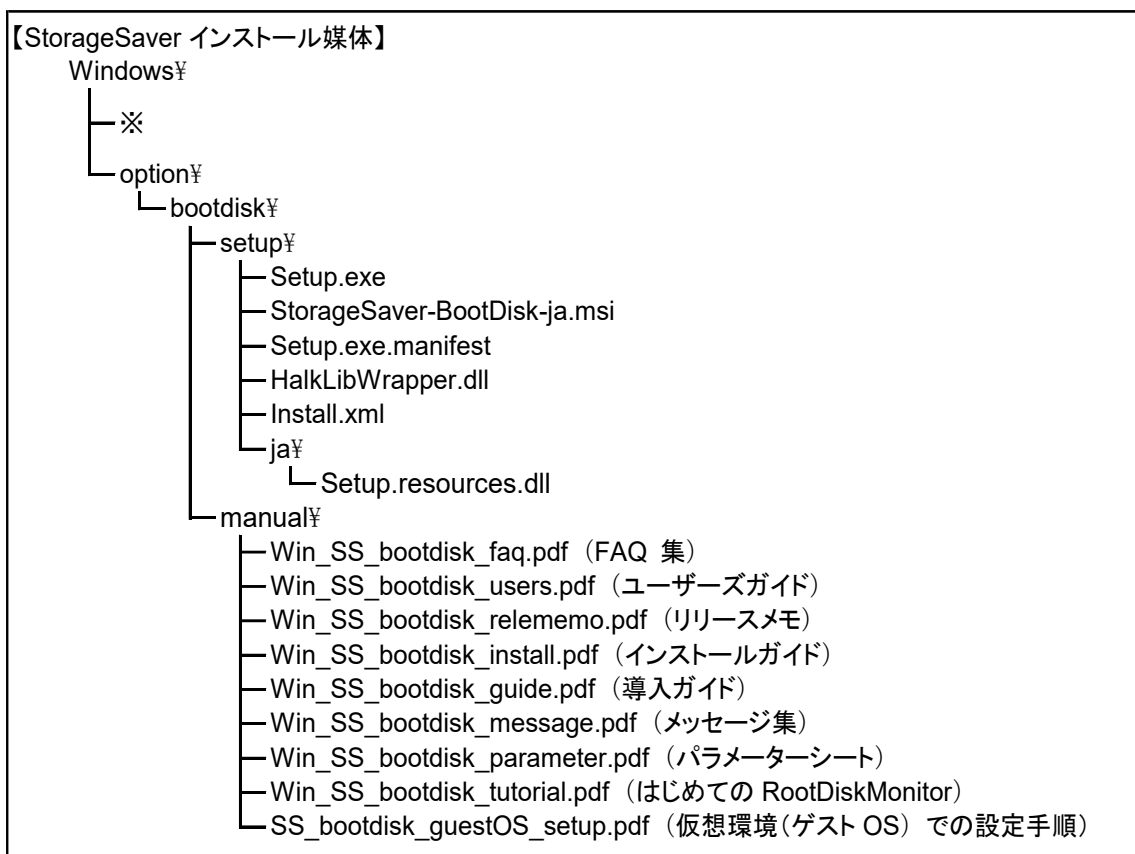 【StorageSaver インストール媒体】
Windows¥
※
option¥
bootdisk¥
setup¥
Setup.exe
StorageSaver-BootDisk-ja.msi
Setup.exe.manifest
HalkLibWrapper.dll
Install.xml
ja¥
Setup.resources.dll
manual¥
Win_SS_bootdisk_faq.pdf（FAQ 集）
Win_SS_bootdisk_users.pdf（ユーザーズガイド）
Win_SS_bootdisk_relememo.pdf（リリースメモ）
Win_SS_bootdisk_install.pdf（インストールガイド）
Win_SS_bootdisk_guide.pdf（導入ガイド）
Win_SS_bootdisk_message.pdf（メッセージ集）
Win_SS_bootdisk_parameter.pdf（パラメーターシート）
Win_SS_bootdisk_tutorial.pdf（はじめての RootDiskMonitor）
SS_bootdisk_guestOS_setup.pdf（仮想環境（ゲスト OS）での設定手順）